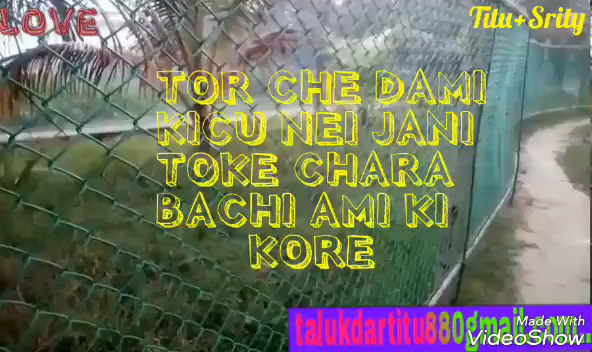 LOVE
Titu+Srity
TOR CHE DAMI
KICU NEI JANI
TOKE CHARA
BACHI AMI KI
KORE
Made With
VideoShow